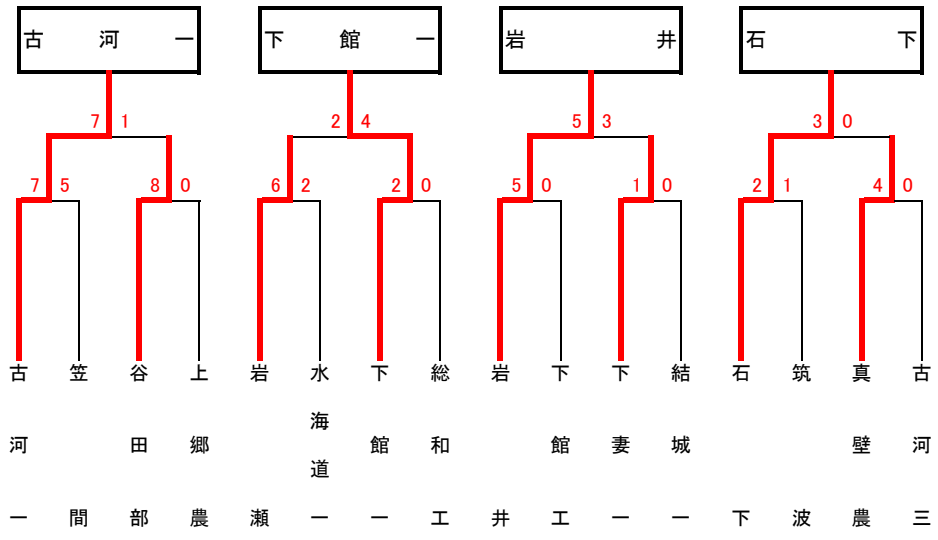 古河一 下館一 岩井 石下
7 1 2 4 5 3 3 0
7 5 8 0 6 2 2 0 5 0 1 0 2 1 4 0
古河一
笠間
谷田部
上郷農
岩瀬
水海道一
下館一
総和工
岩井
下館工
下妻一
結城一
石下
筑波
真壁農
古河三